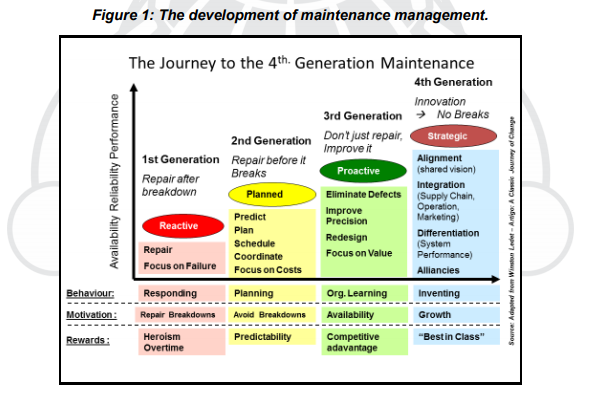 Figure 1: The development of maintenance management.
The Journey to the 4th. Generation Maintenance
Availability Reliability Performance
1st Generation
Repair after
breakdown
Reactive
Repair
Focus on Failure
2nd Generation
Repair before it
Breaks
Planned
Predict
Plan
Schedule
Coordinate
Focus on Costs
3rd Generation
Don't just repair,
Improve it
Proactive
Eliminate Defects
Improve
Precision
Redesign
Focus on Value
4th Generation
Innovation
→ No Breaks
Strategic
Alignment
(shared vision)
Integration
(Supply Chain,
Operation,
Marketing)
Differentiation
(System
Performance)
Alliancies
Behaviour: Responding Planning Org. Learning Inventing
Motivation: Repair Breakdowns Avoid Breakdowns Availability Growth
Rewards: Heroism Predictability Competitive "Best in Class"
Overtime adavantage
Source: Adapted from Winston Ledet – Artigo: A Classic Journey of Change